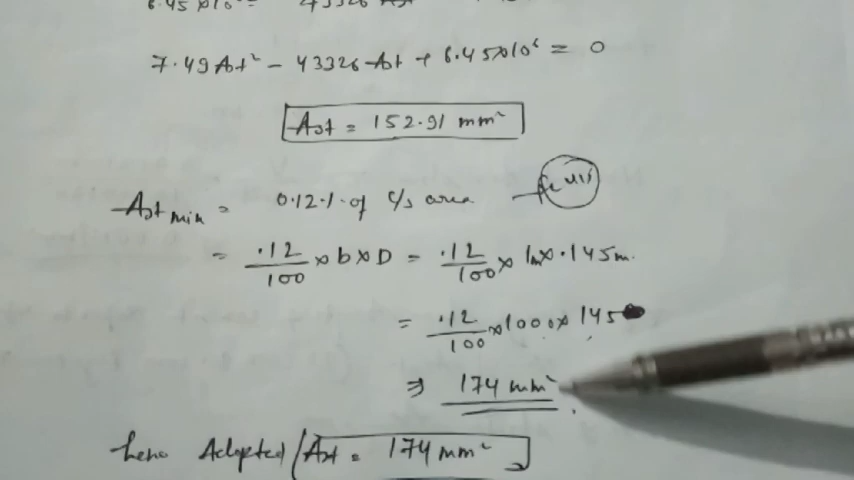 7.49 Ast² - 43326 Ast + 6.45×10⁶ = 0
Ast = 152.91 mm²
Ast min = 0.12 % of c/s area
= .12/100 × b × D = .12/100 × 1m × .145m.
= .12/100 × 1000 × 145
⇒ 174 mm².
Adopted Ast = 174 mm²